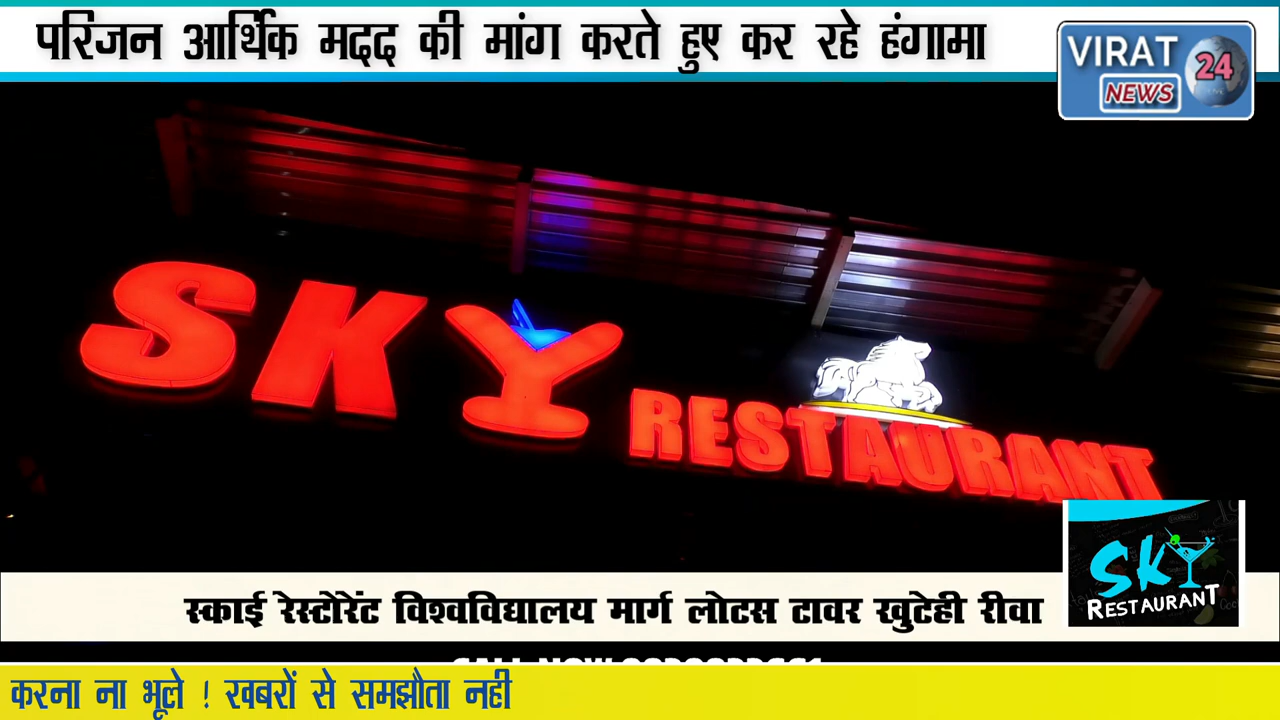 परिजन आर्थिक मदद की मांग करते हुए कर रहे हंगामा
VIRAT
24
NEWS
SKY
RESTAURANT
SKY
RESTAURANT
स्काई रेस्टोरेंट विश्वविद्यालय मार्ग लोटस टावर खुटेही रीवा
करना ना भूले ! खबरों से समझौता नही